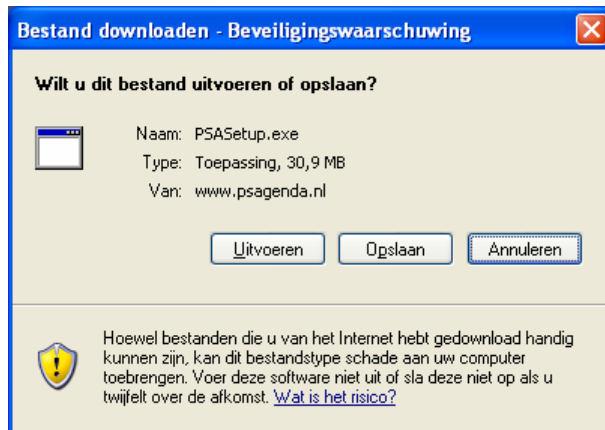 Bestand downloaden - Beveiligingswaarschuwing
Wilt u dit bestand uitvoeren of opslaan?
Naam: PSASetup.exe
Type: Toepassing, 30,9 MB
Van: www.psagenda.nl
Uitvoeren Opslaan Annuleren
Hoewel bestanden die u van het Internet hebt gedownload handig
kunnen zijn, kan dit bestandstype schade aan uw computer
toebrengen. Voer deze software niet uit of sla deze niet op als u
twijfelt over de afkomst. Wat is het risico?